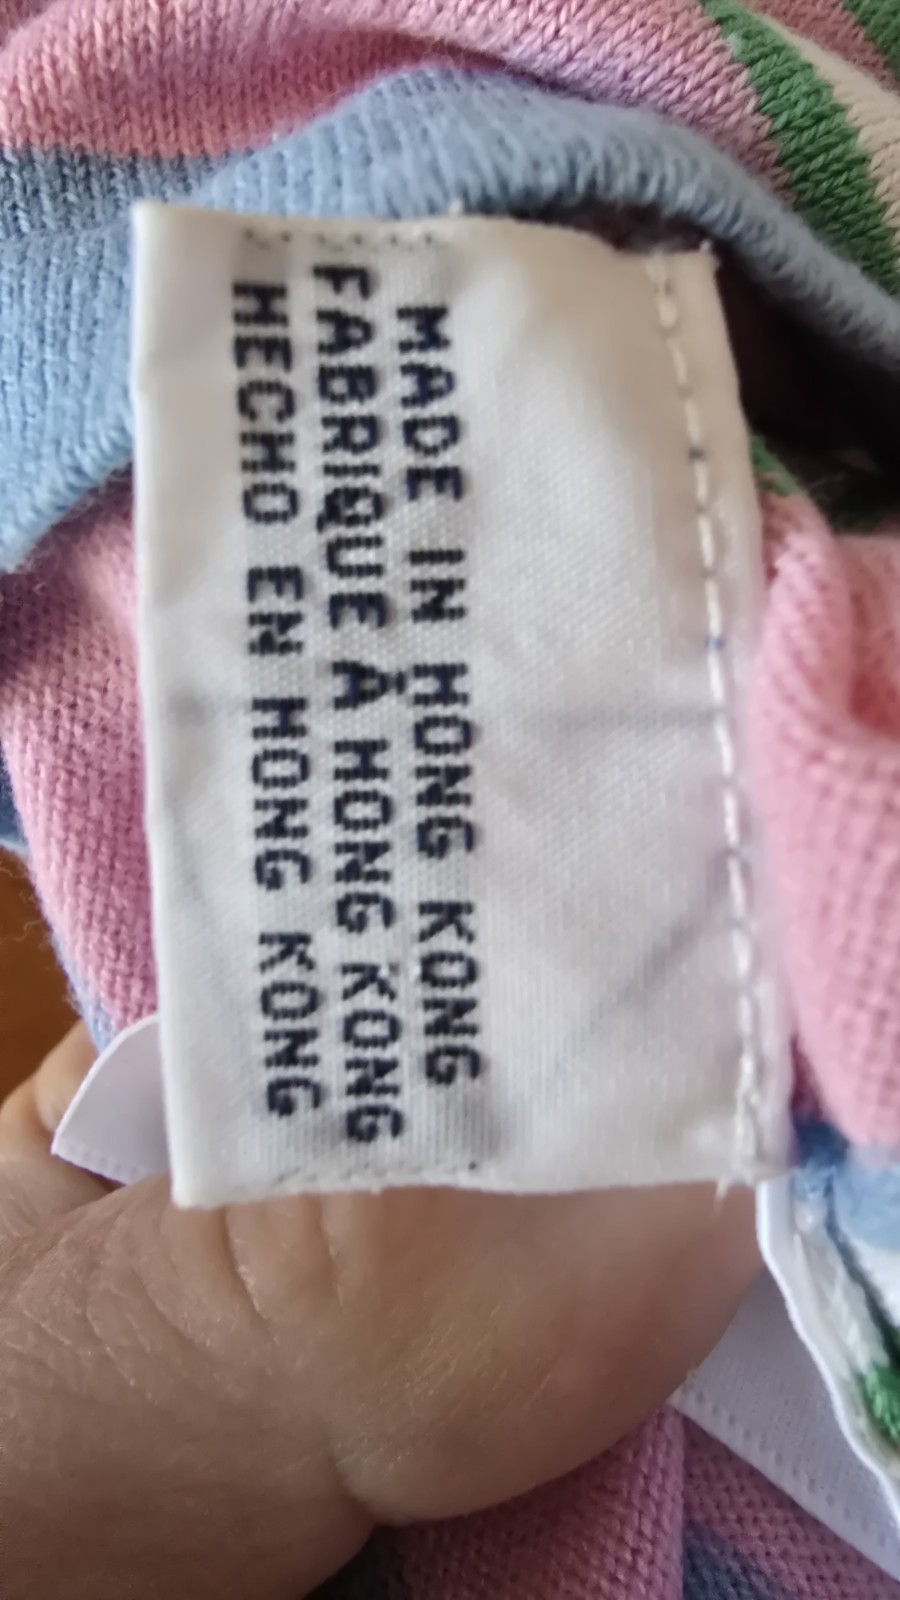 MADE IN HONG KONG
FABRIQUE Å HONG KONG
HECHO EN HONG KONG